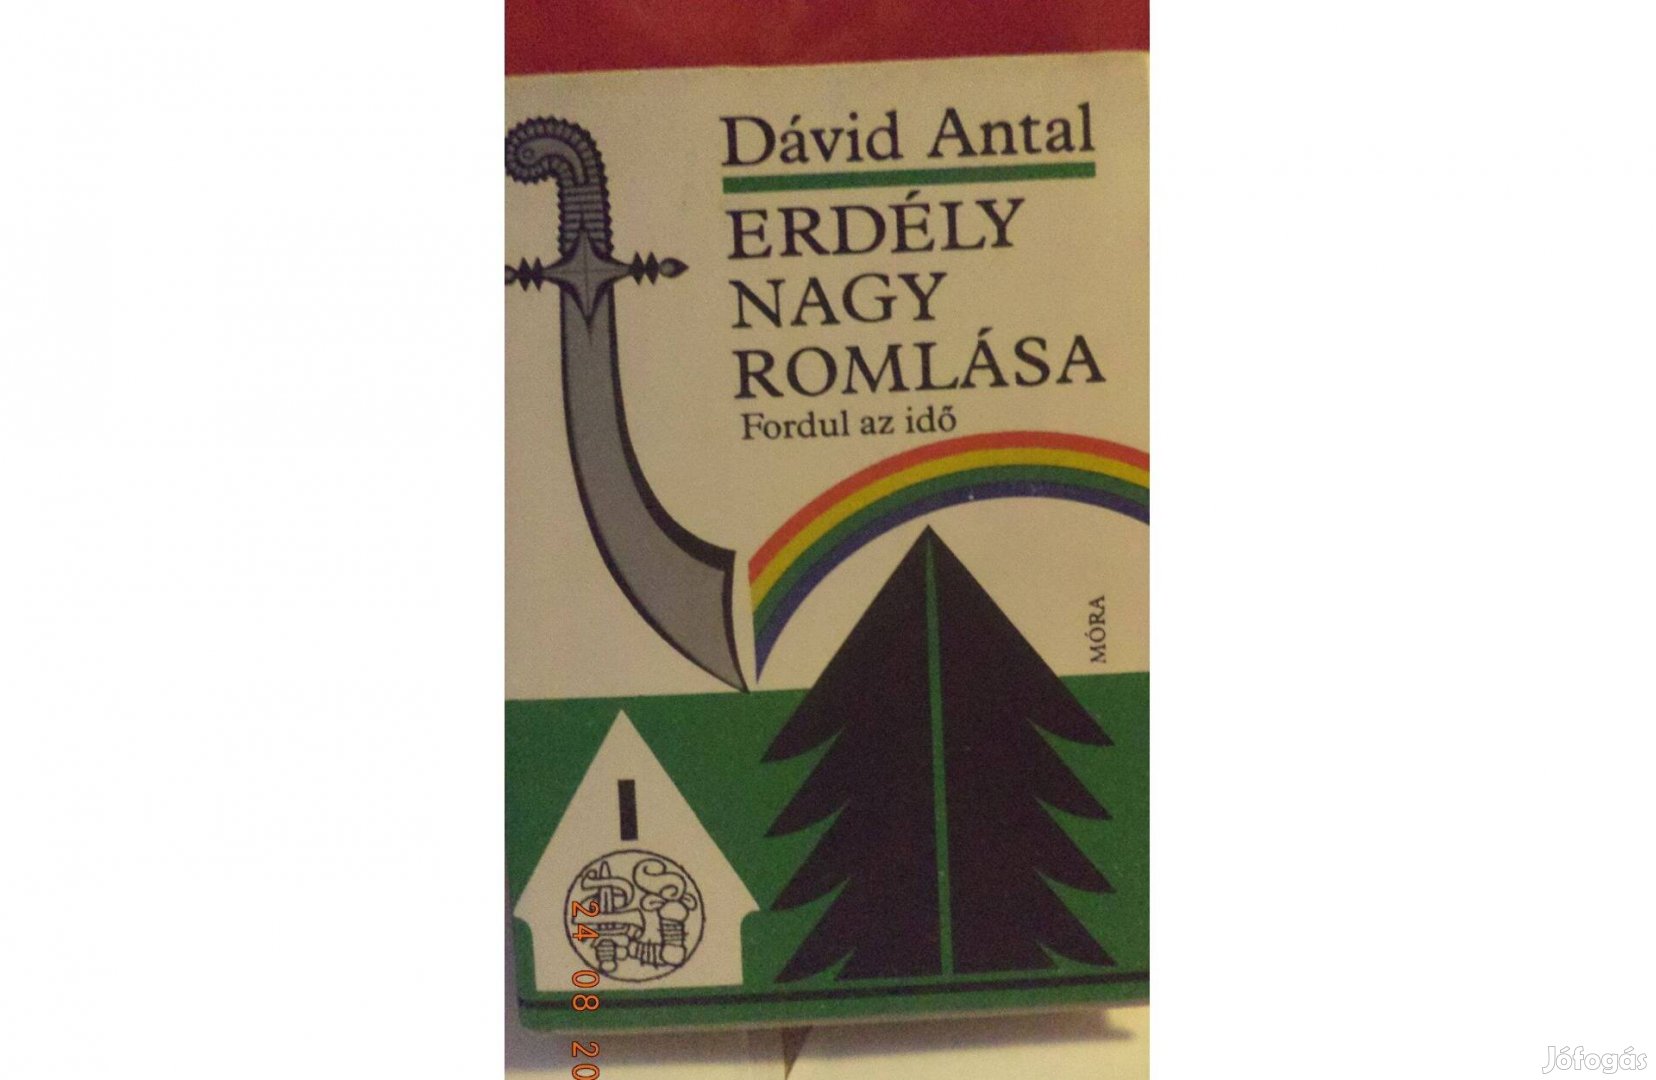 Dávid Antal
ERDÉLY
NAGY
ROMLÁSA
Fordul az idő
MÓRA
24 08 20
Jófogás